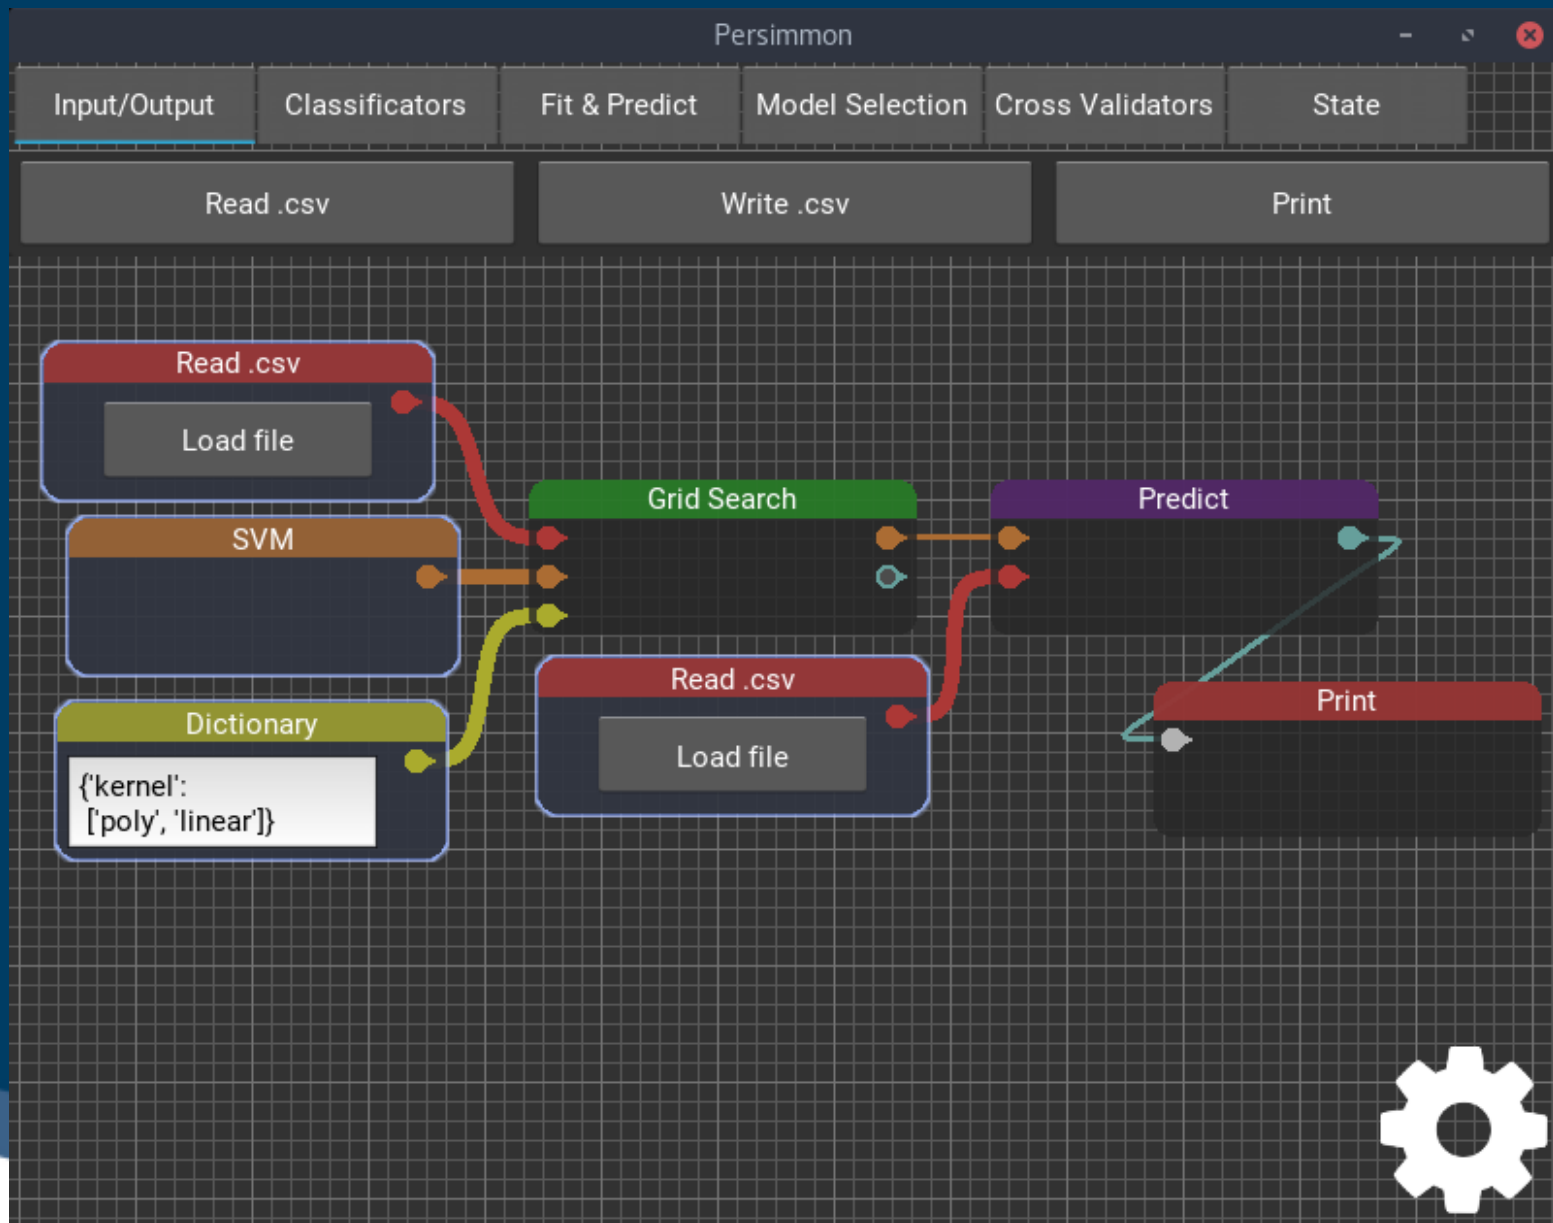 Persimmon
Input/Output
Classificators
Fit & Predict
Model Selection
Cross Validators
State
Read .csv
Write .csv
Print
Read .csv
Load file
SVM
Dictionary
{'kernel':
['poly', 'linear']}
Grid Search
Read .csv
Load file
Predict
Print